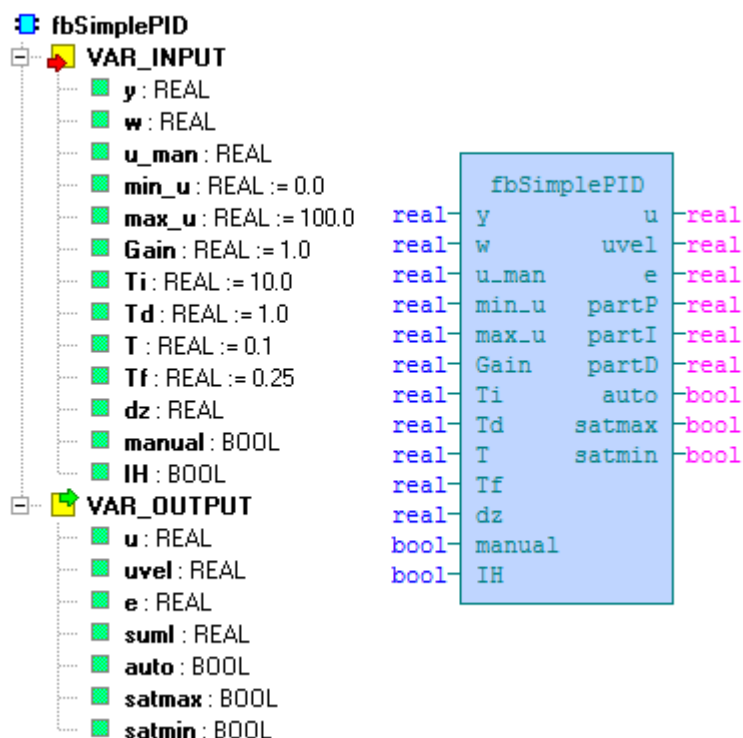 fbSimplePID
VAR_INPUT
y : REAL
w : REAL
u_man : REAL
min_u : REAL := 0.0
max_u : REAL := 100.0
Gain : REAL := 1.0
Ti : REAL := 10.0
Td : REAL := 1.0
T : REAL := 0.1
Tf : REAL := 0.25
dz : REAL
manual : BOOL
IH : BOOL
VAR_OUTPUT
u : REAL
uvel : REAL
e : REAL
sumI : REAL
auto : BOOL
satmax : BOOL
satmin : BOOL
fbSimplePID
real y u real
real w uvel real
real u_man e real
real min_u partP real
real max_u partI real
real Gain partD real
real Ti auto bool
real Td satmax bool
real T satmin bool
real Tf
real dz
bool manual
bool IH